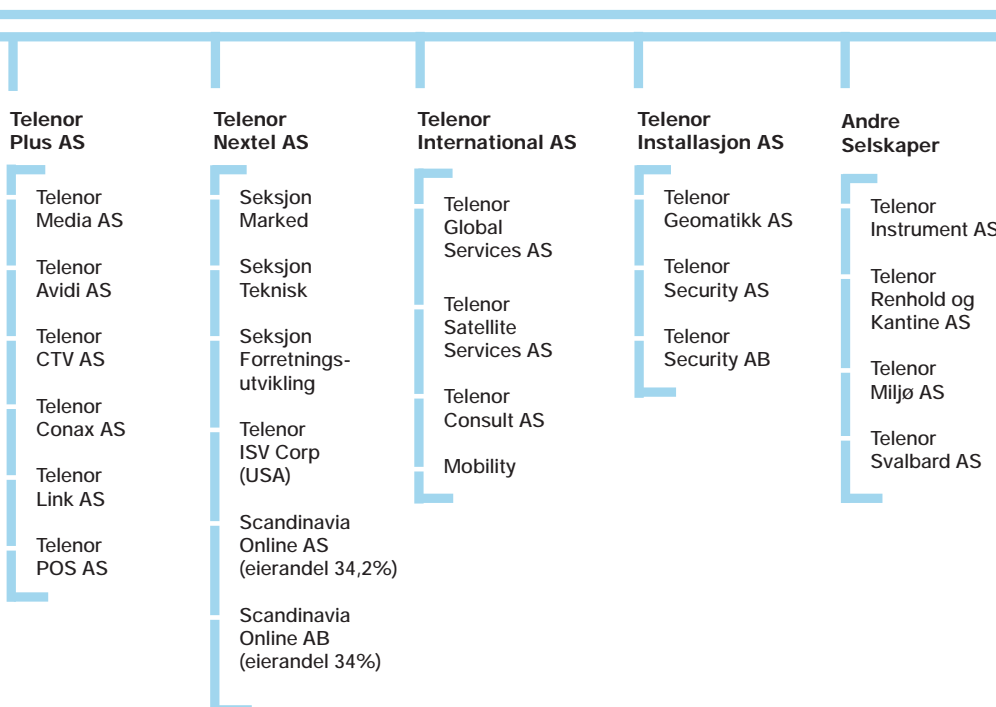 Telenor
Plus AS
Telenor
Media AS
Telenor
Avidi AS
Telenor
CTV AS
Telenor
Conax AS
Telenor
Link AS
Telenor
POS AS
Telenor
Nextel AS
Seksjon
Marked
Seksjon
Teknisk
Seksjon
Forretnings-
utvikling
Telenor
ISV Corp
(USA)
Scandinavia
Online AS
(eierandel 34,2%)
Scandinavia
Online AB
(eierandel 34%)
Telenor
International AS
Telenor
Global
Services AS
Telenor
Satellite
Services AS
Telenor
Consult AS
Mobility
Telenor
Installasjon AS
Telenor
Geomatikk AS
Telenor
Security AS
Telenor
Security AB
Andre
Selskaper
Telenor
Instrument AS
Telenor
Renhold og
Kantine AS
Telenor
Miljø AS
Telenor
Svalbard AS